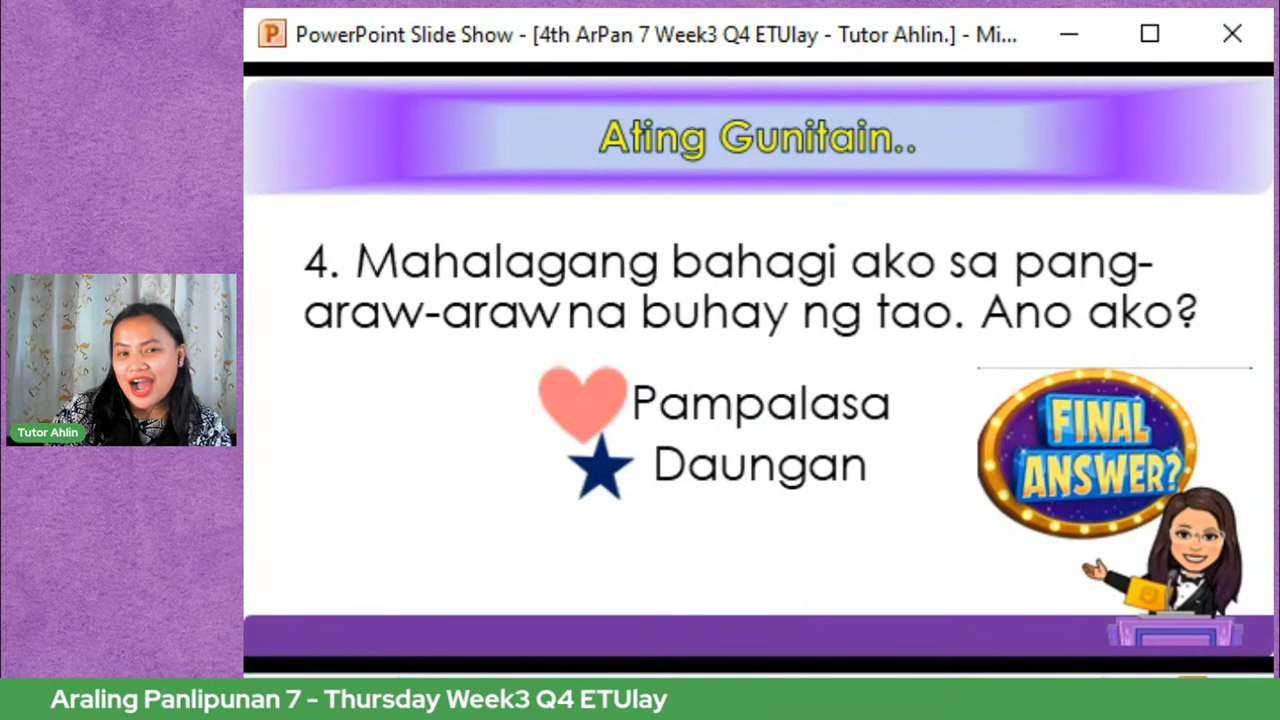 PowerPoint Slide Show - [4th ArPan 7 Week3 Q4 ETUlay - Tutor Ahlin.] - Mi...
Ating Gunitain..
4. Mahalagang bahagi ako sa pang-
araw-araw na buhay ng tao. Ano ako?
Pampalasa
Daungan
FINAL
ANSWER?
Tutor Ahlin
Araling Panlipunan 7 - Thursday Week3 Q4 ETUlay